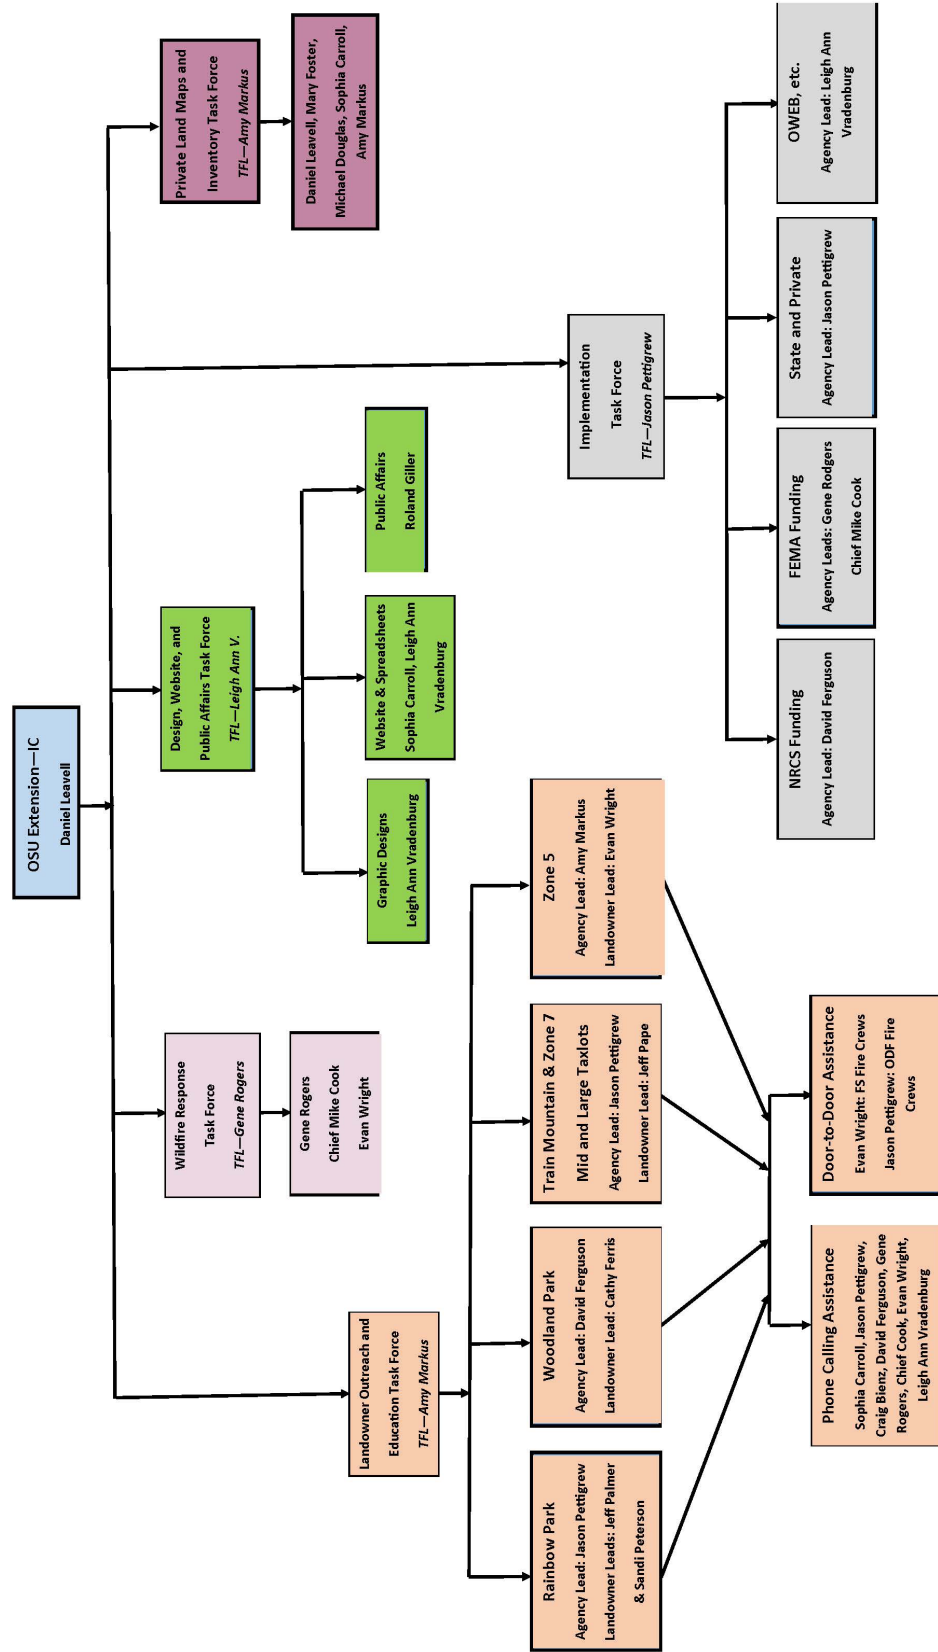 OSU Extension—IC
Daniel Leavell
Landowner Outreach and
Education Task Force
TFL—Amy Markus
Wildfire Response
Task Force
TFL—Gene Rogers
Gene Rogers
Chief Mike Cook
Evan Wright
Design, Website, and
Public Affairs Task Force
TFL—Leigh Ann V.
Graphic Designs
Leigh Ann Vradenburg
Website & Spreadsheets
Sophia Carroll, Leigh Ann
Vradenburg
Public Affairs
Roland Giller
Implementation
Task Force
TFL—Jason Pettigrew
Private Land Maps and
Inventory Task Force
TFL—Amy Markus
Daniel Leavell, Mary Foster,
Michael Douglas, Sophia Carroll,
Amy Markus
Rainbow Park
Agency Lead: Jason Pettigrew
Landowner Leads: Jeff Palmer
& Sandi Peterson
Woodland Park
Agency Lead: David Ferguson
Landowner Lead: Cathy Ferris
Train Mountain & Zone 7
Mid and Large Taxlots
Agency Lead: Jason Pettigrew
Landowner Lead: Jeff Pape
Zone 5
Agency Lead: Amy Markus
Landowner Lead: Evan Wright
Phone Calling Assistance
Sophia Carroll, Jason Pettigrew,
Craig Bienz, David Ferguson, Gene
Rogers, Chief Cook, Evan Wright,
Leigh Ann Vradenburg
Door-to-Door Assistance
Evan Wright: FS Fire Crews
Jason Pettigrew: ODF Fire
Crews
NRCS Funding
Agency Lead: David Ferguson
FEMA Funding
Agency Leads: Gene Rodgers
Chief Mike Cook
State and Private
Agency Lead: Jason Pettigrew
OWEB, etc.
Agency Lead: Leigh Ann
Vradenburg